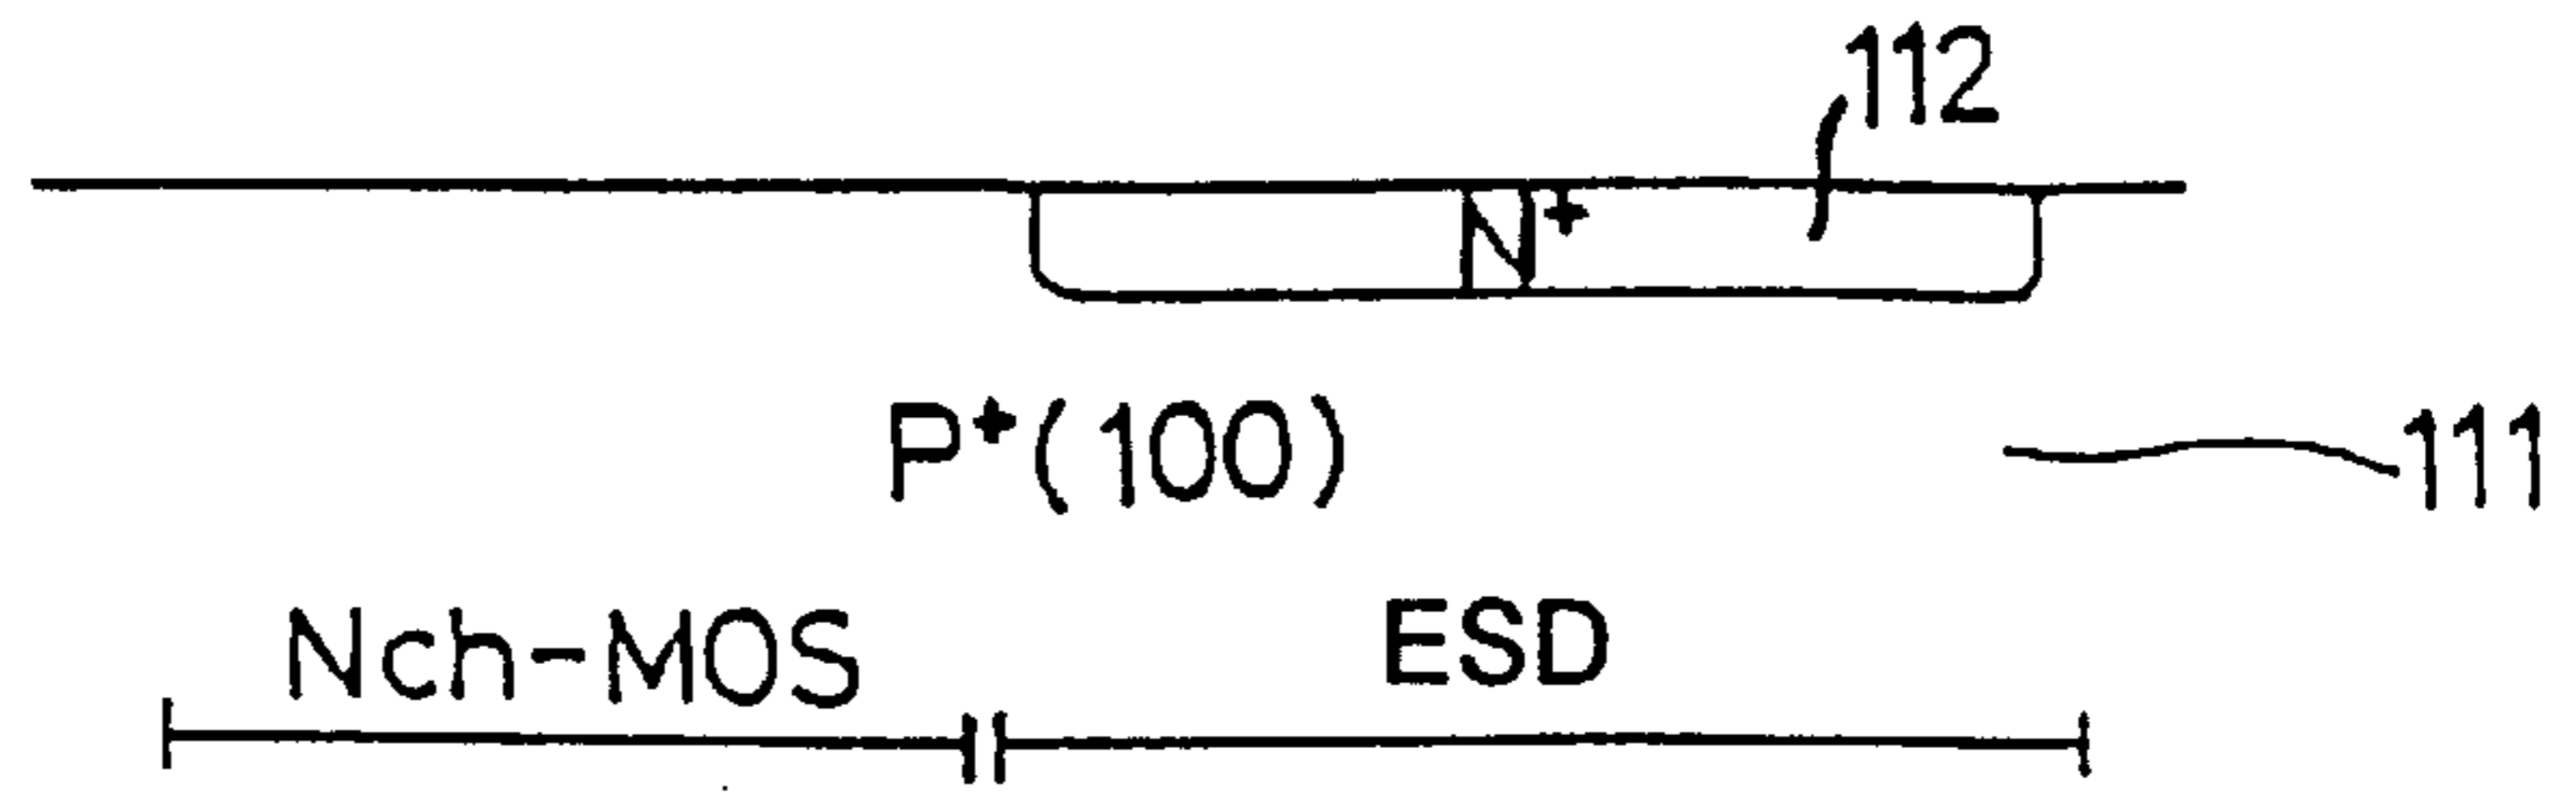 112
N⁺
P⁺(100)
111
Nch-MOS
ESD